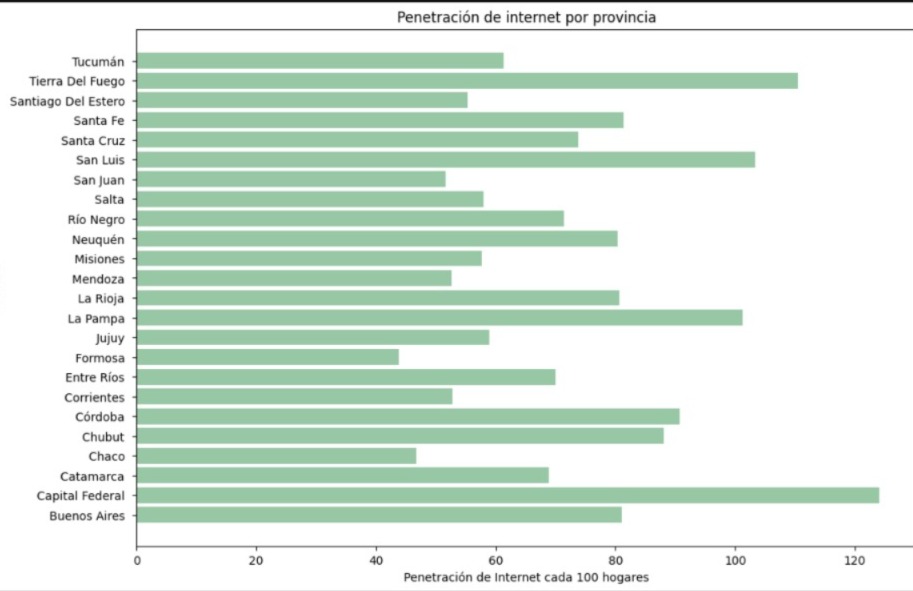 Penetración de internet por provincia
Tucumán
Tierra Del Fuego
Santiago Del Estero
Santa Fe
Santa Cruz
San Luis
San Juan
Salta
Río Negro
Neuquén
Misiones
Mendoza
La Rioja
La Pampa
Jujuy
Formosa
Entre Ríos
Corrientes
Córdoba
Chubut
Chaco
Catamarca
Capital Federal
Buenos Aires
0 20 40 60 80 100 120
Penetración de Internet cada 100 hogares